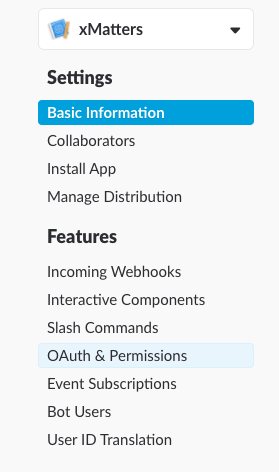 xMatters
Settings
Basic Information
Collaborators
Install App
Manage Distribution
Features
Incoming Webhooks
Interactive Components
Slash Commands
OAuth & Permissions
Event Subscriptions
Bot Users
User ID Translation